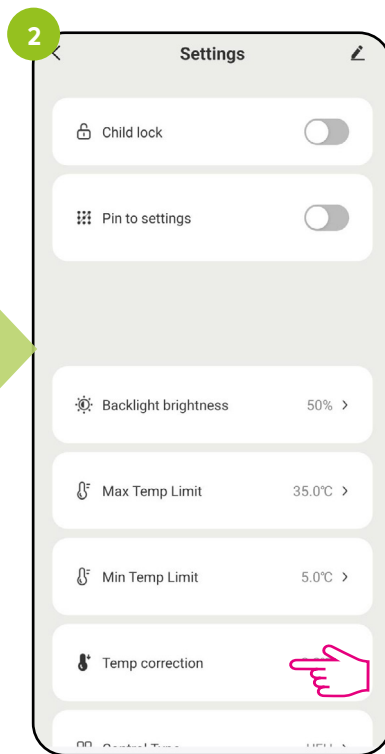 2
Settings
Child lock
Pin to settings
Backlight brightness 50%
Max Temp Limit 35.0℃
Min Temp Limit 5.0℃
Temp correction